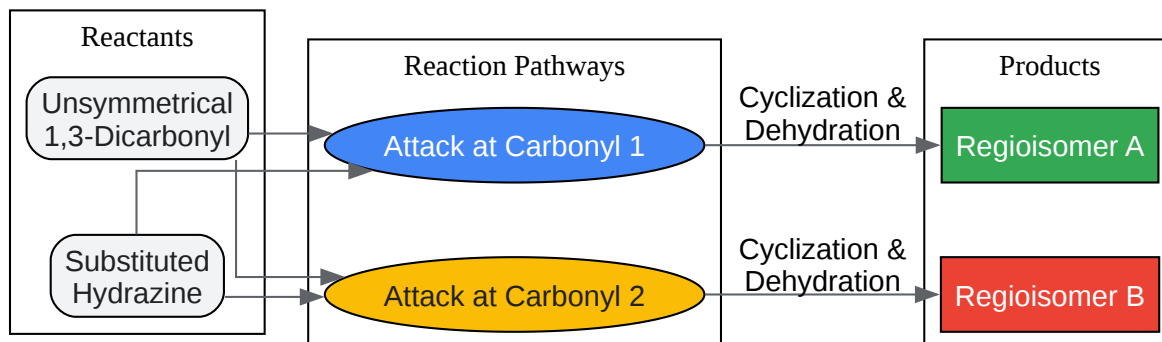 Reactants
Unsymmetrical
1,3-Dicarbonyl
Substituted
Hydrazine
Reaction Pathways
Attack at Carbonyl 1
Attack at Carbonyl 2
Cyclization &
Dehydration
Cyclization &
Dehydration
Products
Regioisomer A
Regioisomer B